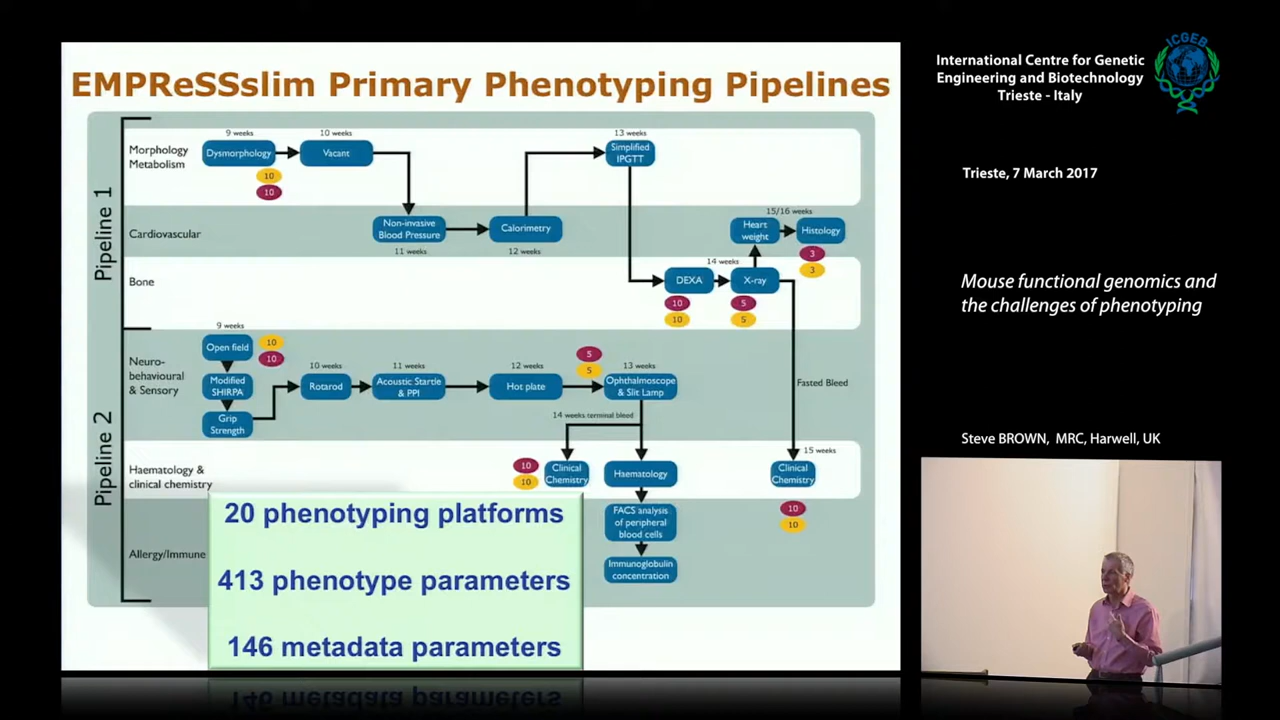 EMPReSSslim Primary Phenotyping Pipelines
Pipeline 1
Morphology
Metabolism
9 weeks
Dysmorphology
10
10
10 weeks
Vacant
13 weeks
Simplified
IPGTT
Cardiovascular
Non-invasive
Blood Pressure
11 weeks
Calorimetry
12 weeks
15/16 weeks
Heart
weight
Histology
3
3
Bone
14 weeks
DEXA
10
10
X-ray
5
5
Pipeline 2
Neuro-
behavioural
& Sensory
9 weeks
Open field
10
10
Modified
SHIRPA
Grip
Strength
10 weeks
Rotarod
11 weeks
Acoustic Startle
& PPI
12 weeks
Hot plate
5
5
13 weeks
Ophthalmoscope
& Slit Lamp
Fasted Bleed
14 weeks terminal bleed
Haematology &
clinical chemistry
10
10
Clinical
Chemistry
Haematology
15 weeks
Clinical
Chemistry
10
10
Allergy/Immune
FACS analysis
of peripheral
blood cells
Immunoglobulin
concentration
20 phenotyping platforms
413 phenotype parameters
146 metadata parameters
146 metadata parameters
International Centre for Genetic
Engineering and Biotechnology
Trieste - Italy
ICGEB
Trieste, 7 March 2017
Mouse functional genomics and
the challenges of phenotyping
Steve BROWN, MRC, Harwell, UK